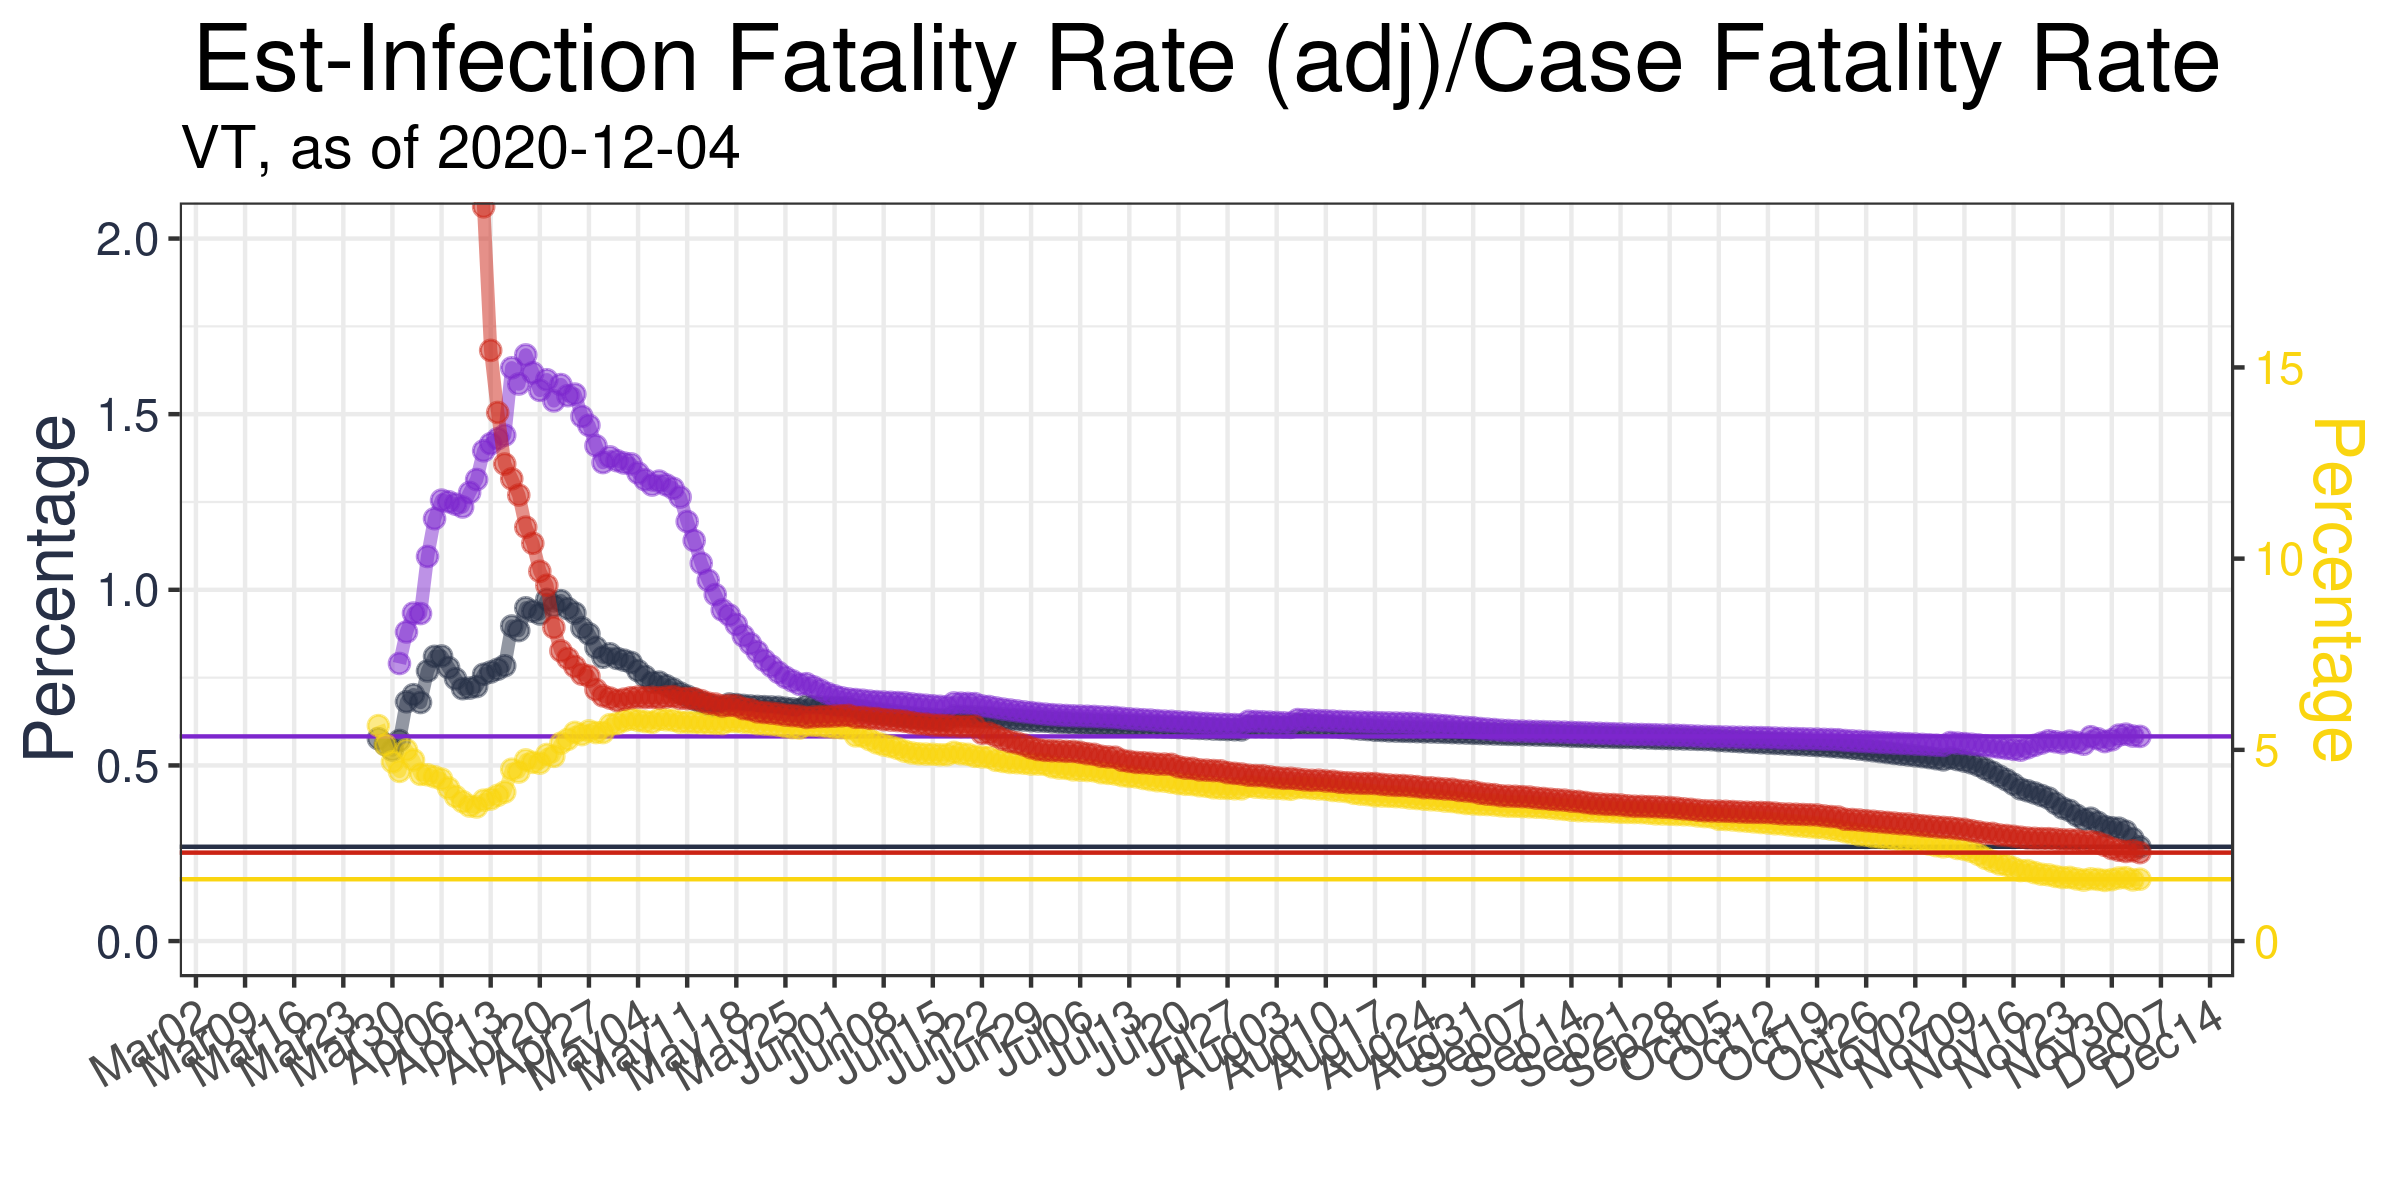 Est-Infection Fatality Rate (adj)/Case Fatality Rate
VT, as of 2020-12-04
Percentage
2.0
1.5
1.0
0.5
0.0
15
10
5
0
Percentage
Mar02
Mar09
Mar16
Mar23
Mar30
Apr06
Apr13
Apr20
Apr27
May04
May11
May18
May25
Jun01
Jun08
Jun15
Jun22
Jun29
Jul06
Jul13
Jul20
Jul27
Aug03
Aug10
Aug17
Aug24
Aug31
Sep07
Sep14
Sep21
Sep28
Oct05
Oct12
Oct19
Oct26
Nov02
Nov09
Nov16
Nov23
Nov30
Dec07
Dec14